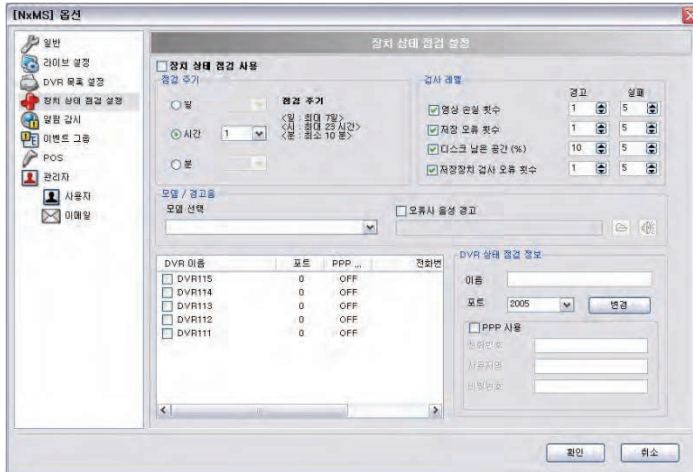 [NxMS] 옵션
일반
라이브 설정
DVR 목록 설정
장치 상태 점검 설정
알람 감시
이벤트 그룹
POS
관리자
사용자
이메일
장치 상태 점검 설정
장치 상태 점검 사용
점검 주기
일
시간 1
분
점검 주기
<일 : 최대 7일>
<시 : 최대 23 시간>
<분 : 최소 10 분>
검사 레벨
경고 실패
영상 손실 횟수 1 5
저장 오류 횟수 1 5
디스크 남은 공간 (%) 10 5
저장장치 검사 오류 횟수 1 5
모뎀 / 경고음
모뎀 선택
오류시 음성 경고
DVR 이름 포트 PPP ... 전화번
DVR115 0 OFF
DVR114 0 OFF
DVR113 0 OFF
DVR112 0 OFF
DVR111 0 OFF
DVR 상태 점검 정보
이름
포트 2005 변경
PPP 사용
전화번호
사용자명
비밀번호
확인 취소